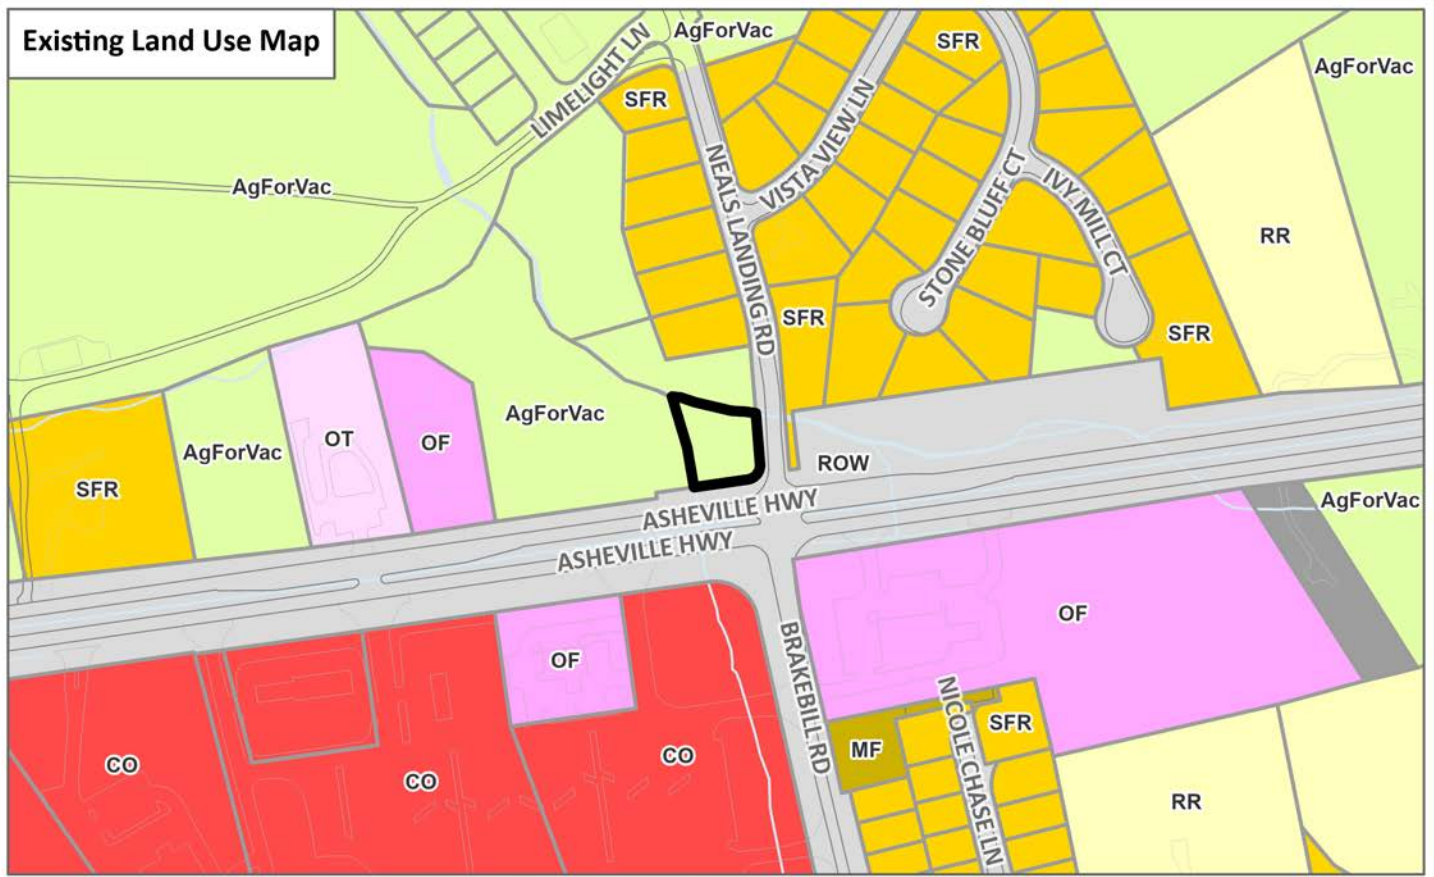 Existing Land Use Map
AgForVac
SFR
AgForVac
LIMELIGHT LN
SFR
VISTA VIEW LN
AgForVac
NEALS LANDING RD
STONE BLUFF CT
IVY MILL CT
RR
SFR
SFR
AgForVac
OT
OF
AgForVac
SFR
ROW
ASHEVILLE HWY
AgForVac
ASHEVILLE HWY
OF
OF
BRAKEBILL RD
NICOLE CHASE LN
SFR
MF
CO
CO
CO
RR